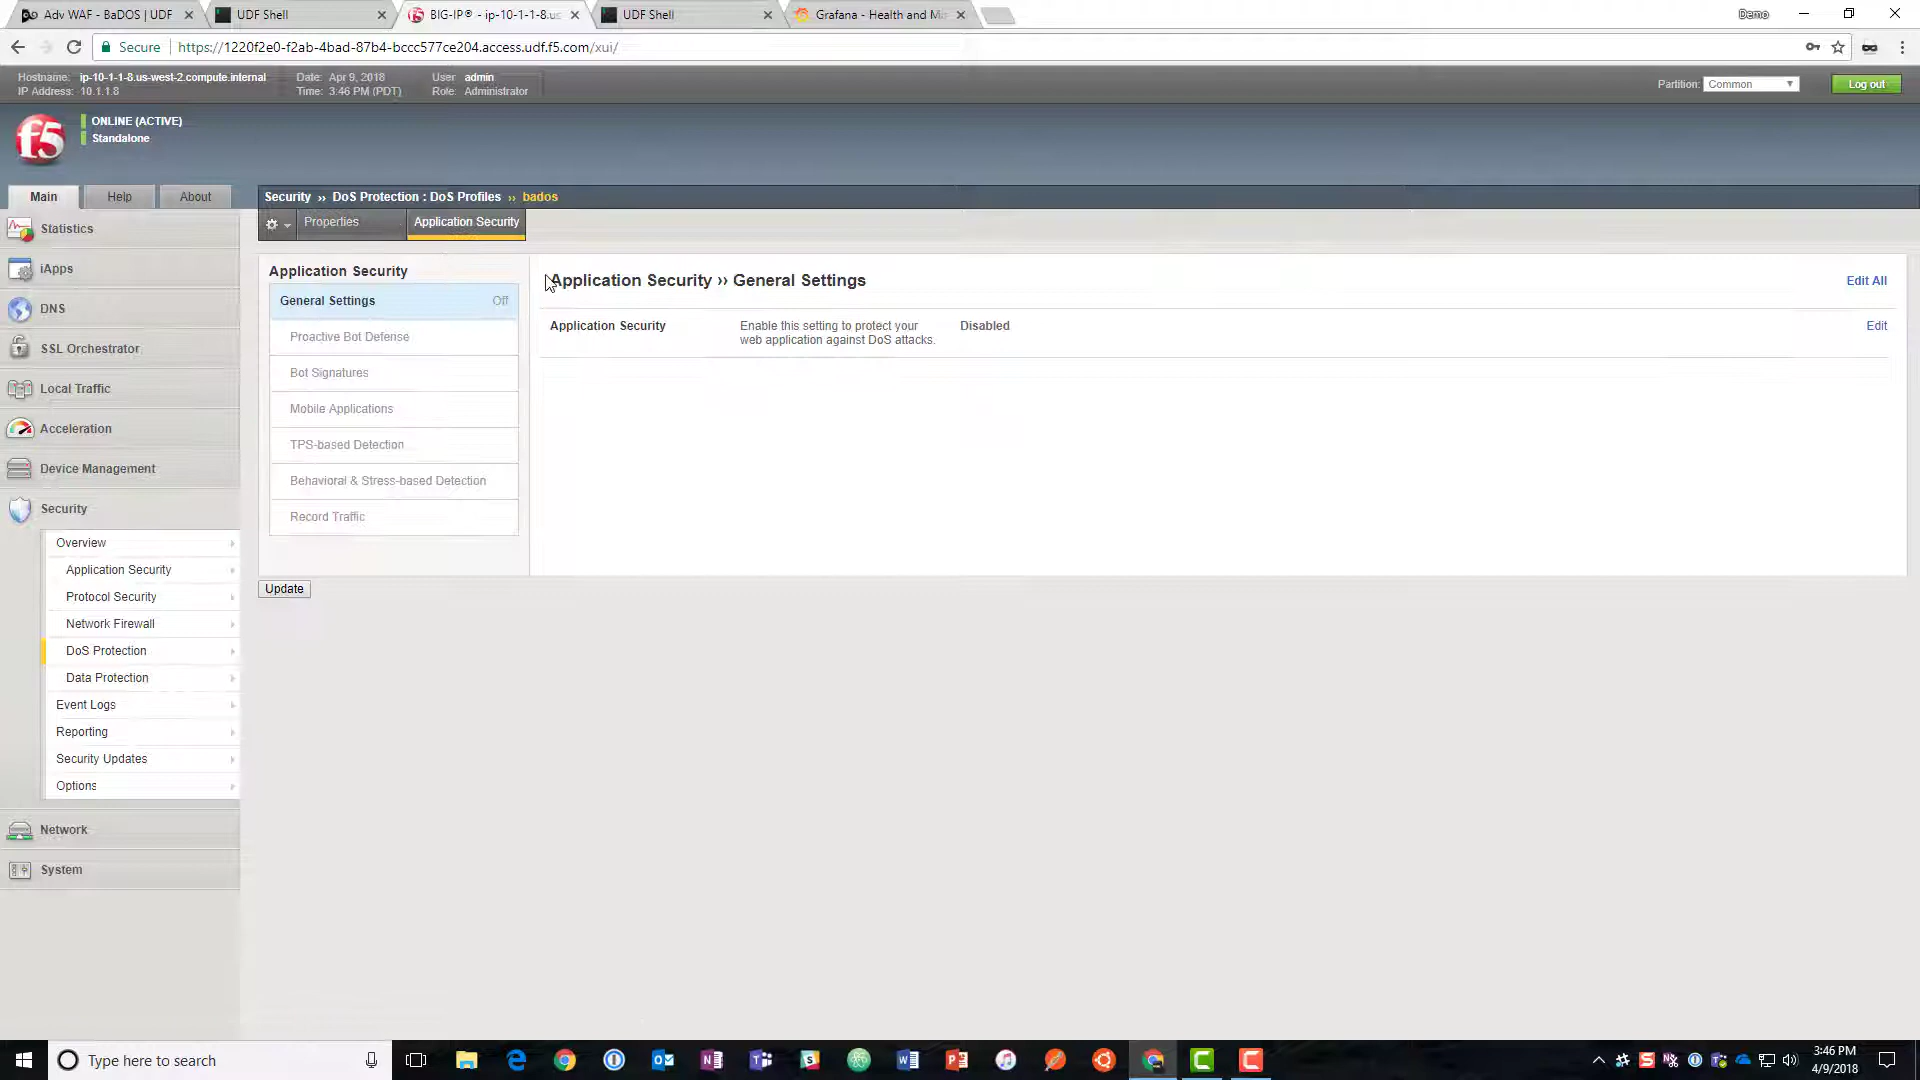 Adv WAF - BaDOS | UDF
UDF Shell
BIG-IP® - ip-10-1-1-8.us
UDF Shell
Grafana - Health and Mi
Demo
Secure
https://1220f2e0-f2ab-4bad-87b4-bccc577ce204.access.udf.f5.com/xui/
Hostname: ip-10-1-1-8.us-west-2.compute.internal
IP Address: 10.1.1.8
Date: Apr 9, 2018
Time: 3:46 PM (PDT)
User admin
Role: Administrator
Partition: Common
Log out
f5
ONLINE (ACTIVE)
Standalone
Main
Help
About
Security ›› DoS Protection : DoS Profiles ›› bados
Properties
Application Security
Statistics
iApps
DNS
SSL Orchestrator
Local Traffic
Acceleration
Device Management
Security
Overview
Application Security
Protocol Security
Network Firewall
DoS Protection
Data Protection
Event Logs
Reporting
Security Updates
Options
Network
System
Application Security
General Settings Off
Proactive Bot Defense
Bot Signatures
Mobile Applications
TPS-based Detection
Behavioral & Stress-based Detection
Record Traffic
Update
Application Security ›› General Settings
Edit All
Application Security
Enable this setting to protect your
web application against DoS attacks.
Disabled
Edit
Type here to search
3:46 PM
4/9/2018